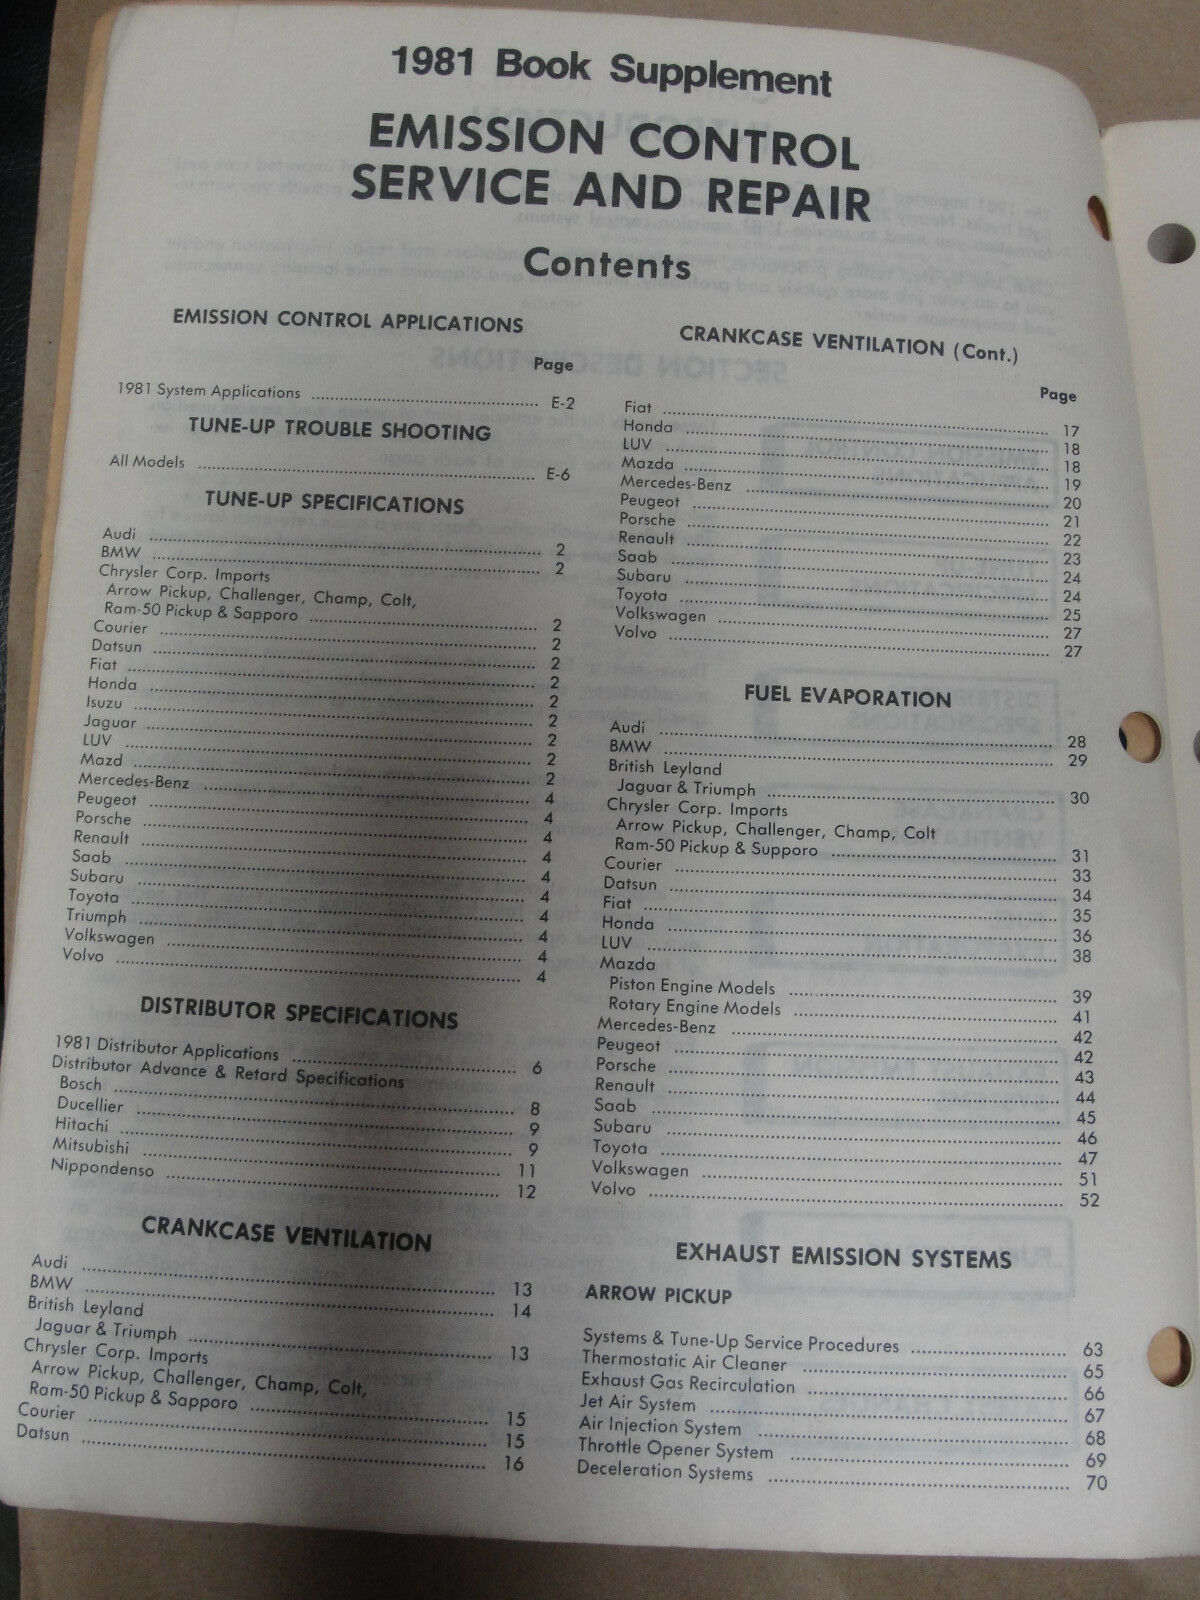 1981 Book Supplement
EMISSION CONTROL
SERVICE AND REPAIR
Contents
EMISSION CONTROL APPLICATIONS
Page
1981 System Applications ........ E-2
TUNE-UP TROUBLE SHOOTING
All Models ........ E-6
TUNE-UP SPECIFICATIONS
Audi ........ 2
BMW ........ 2
Chrysler Corp. Imports
Arrow Pickup, Challenger, Champ, Colt,
Ram-50 Pickup & Sapporo ........ 2
Courier ........ 2
Datsun ........ 2
Fiat ........ 2
Honda ........ 2
Isuzu ........ 2
Jaguar ........ 2
LUV ........ 2
Mazd ........ 2
Mercedes-Benz ........ 4
Peugeot ........ 4
Porsche ........ 4
Renault ........ 4
Saab ........ 4
Subaru ........ 4
Toyota ........ 4
Triumph ........ 4
Volkswagen ........ 4
Volvo ........ 4
DISTRIBUTOR SPECIFICATIONS
1981 Distributor Applications ........ 6
Distributor Advance & Retard Specifications
Bosch ........ 8
Ducellier ........ 9
Hitachi ........ 9
Mitsubishi ........ 11
Nippondenso ........ 12
CRANKCASE VENTILATION
Audi ........ 13
BMW ........ 14
British Leyland
Jaguar & Triumph ........ 13
Chrysler Corp. Imports
Arrow Pickup, Challenger, Champ, Colt,
Ram-50 Pickup & Sapporo ........ 15
Courier ........ 15
Datsun ........ 16
CRANKCASE VENTILATION (Cont.)
Page
Fiat ........ 17
Honda ........ 18
LUV ........ 18
Mazda ........ 19
Mercedes-Benz ........ 20
Peugeot ........ 21
Porsche ........ 22
Renault ........ 23
Saab ........ 24
Subaru ........ 24
Toyota ........ 25
Volkswagen ........ 27
Volvo ........ 27
FUEL EVAPORATION
Audi ........ 28
BMW ........ 29
British Leyland
Jaguar & Triumph ........ 30
Chrysler Corp. Imports
Arrow Pickup, Challenger, Champ, Colt
Ram-50 Pickup & Supporo ........ 31
Courier ........ 33
Datsun ........ 34
Fiat ........ 35
Honda ........ 36
LUV ........ 38
Mazda
Piston Engine Models ........ 39
Rotary Engine Models ........ 41
Mercedes-Benz ........ 42
Peugeot ........ 42
Porsche ........ 43
Renault ........ 44
Saab ........ 45
Subaru ........ 46
Toyota ........ 47
Volkswagen ........ 51
Volvo ........ 52
EXHAUST EMISSION SYSTEMS
ARROW PICKUP
Systems & Tune-Up Service Procedures ........ 63
Thermostatic Air Cleaner ........ 65
Exhaust Gas Recirculation ........ 66
Jet Air System ........ 67
Air Injection System ........ 68
Throttle Opener System ........ 69
Deceleration Systems ........ 70